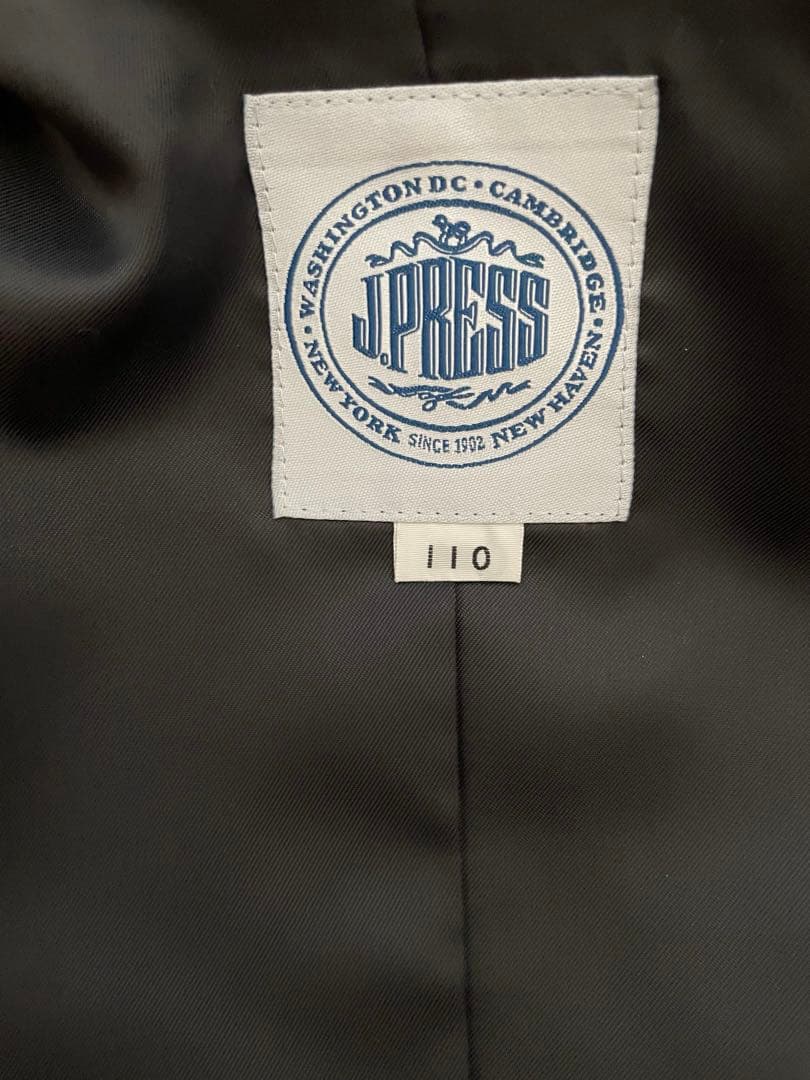 WASHINGTON DC • CAMBRIDGE • NEW HAVEN
J.PRESS
• NEW YORK SINCE 1902
110